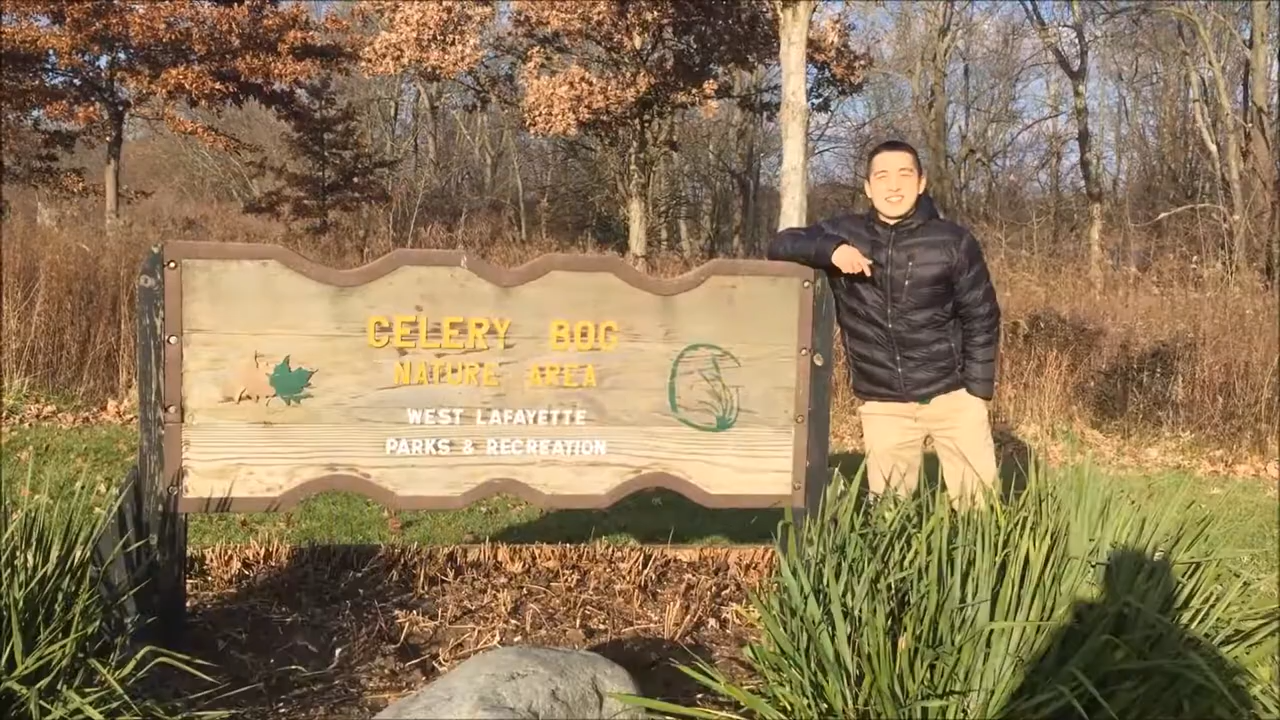 CELERY BOG
NATURE AREA
WEST LAFAYETTE
PARKS & RECREATION